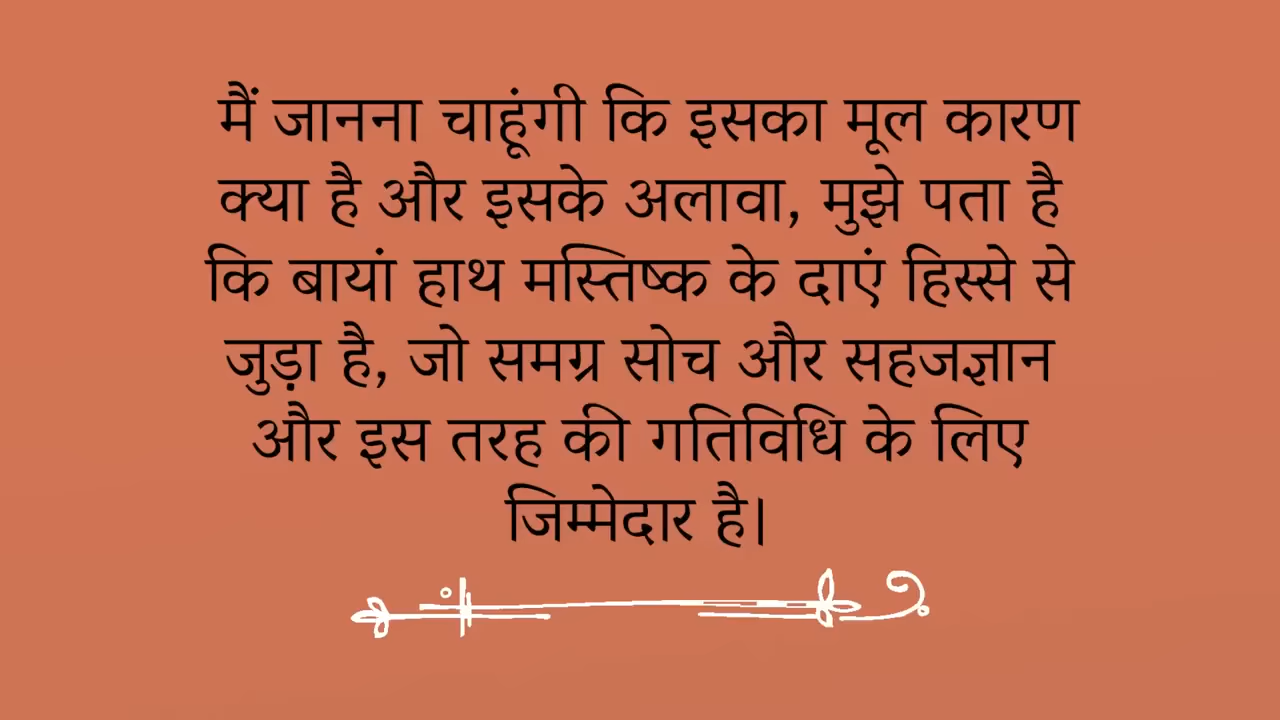 मैं जानना चाहूंगी कि इसका मूल कारण
क्या है और इसके अलावा, मुझे पता है
कि बायां हाथ मस्तिष्क के दाएं हिस्से से
जुड़ा है, जो समग्र सोच और सहजज्ञान
और इस तरह की गतिविधि के लिए
जिम्मेदार है।